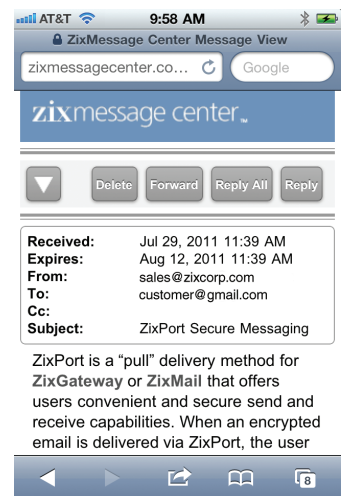 AT&T 9:58 AM
ZixMessage Center Message View
zixmessagecenter.co... Google
zixmessage center™
Delete Forward Reply All Reply
Received: Jul 29, 2011 11:39 AM
Expires: Aug 12, 2011 11:39 AM
From: sales@zixcorp.com
To: customer@gmail.com
Cc:
Subject: ZixPort Secure Messaging
ZixPort is a “pull” delivery method for
ZixGateway or ZixMail that offers
users convenient and secure send and
receive capabilities. When an encrypted
email is delivered via ZixPort, the user
8